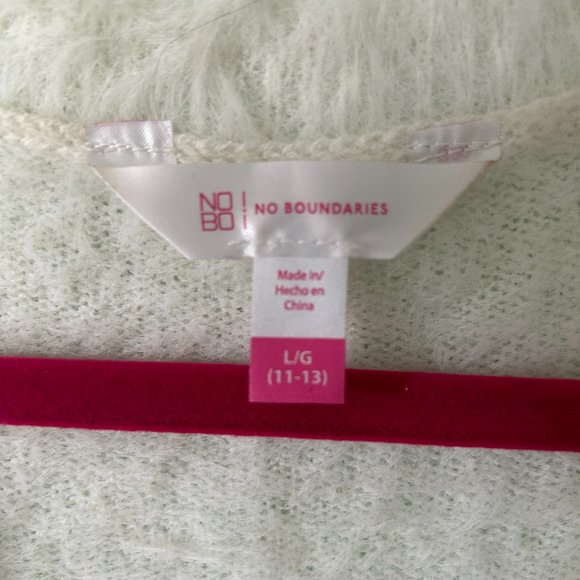 NO
BO
NO BOUNDARIES
Made in/
Hecho en
China
L/G
(11-13)